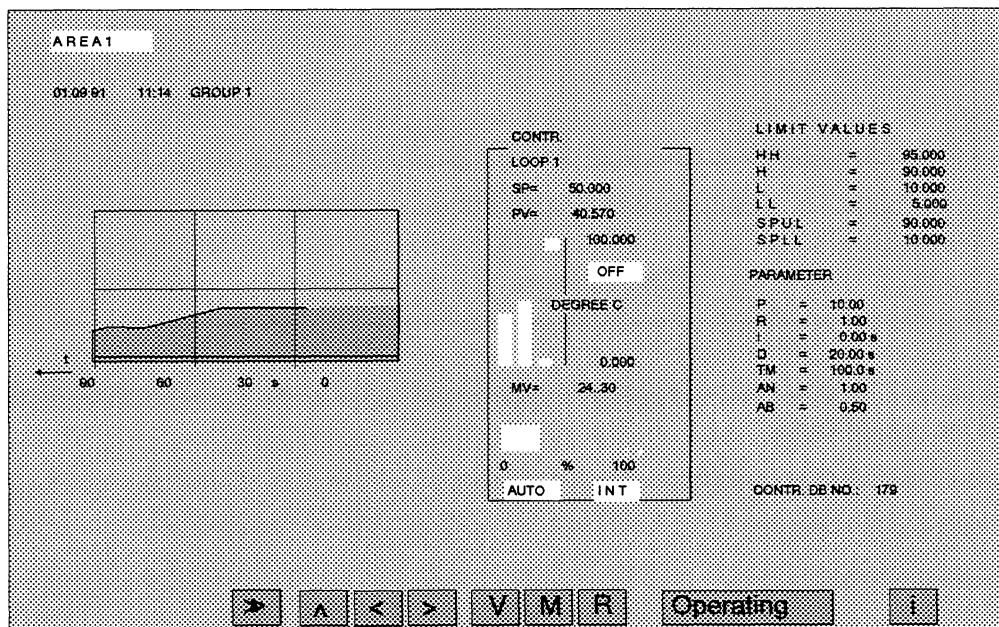 AREA1
01.09.91 11:14 GROUP 1
CONTR.
LOOP 1
SP= 50.000
PV= 40.570
100.000
OFF
DEGREE C
0.000
MV= 24..30
0 % 100
AUTO INT
t
90 60 30 s 0
LIMIT VALUES
HH = 95.000
H = 90.000
L = 10.000
LL = 5.000
SPUL = 90.000
SPLL = 10.000
PARAMETER
P = 10.00
R = 1.00
I = 0.00 s
D = 20.00 s
TM = 100.0 s
AN = 1.00
AB = 0.50
CONTR. DB NO.: 179
≫ ʌ < > V M R Operating i